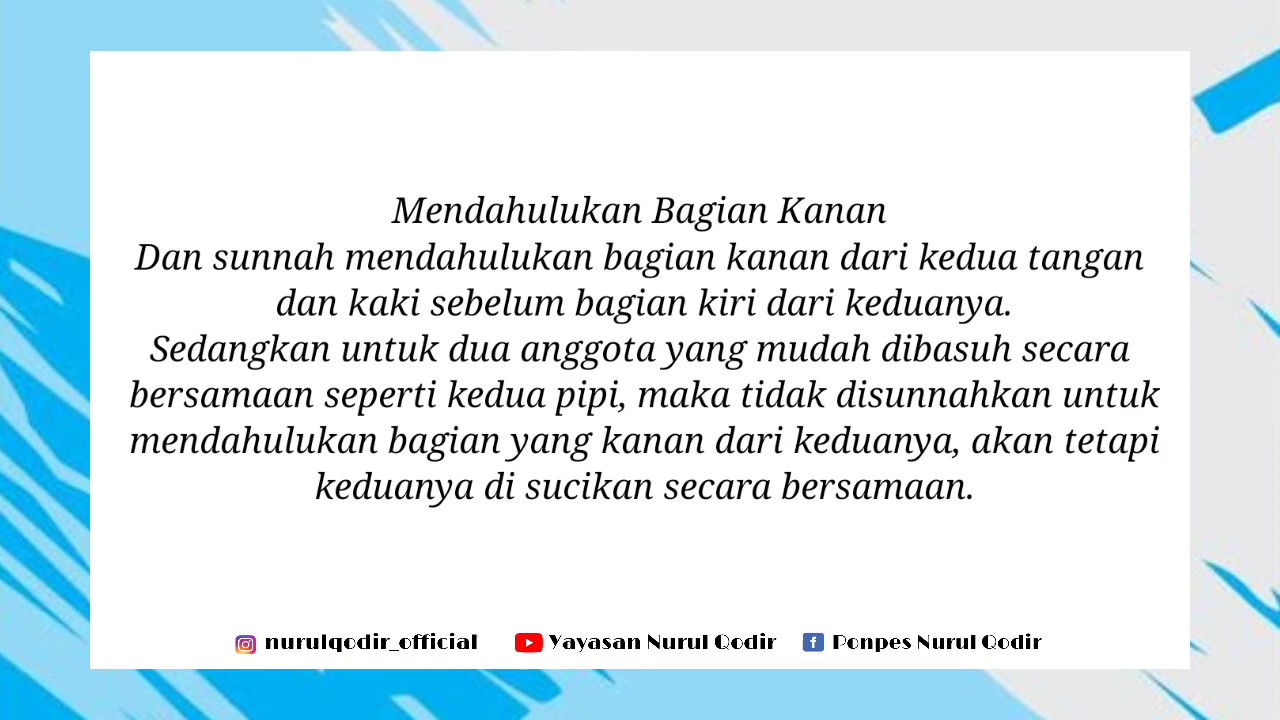 Mendahulukan Bagian Kanan
Dan sunnah mendahulukan bagian kanan dari kedua tangan
dan kaki sebelum bagian kiri dari keduanya.
Sedangkan untuk dua anggota yang mudah dibasuh secara
bersamaan seperti kedua pipi, maka tidak disunnahkan untuk
mendahulukan bagian yang kanan dari keduanya, akan tetapi
keduanya di sucikan secara bersamaan.
nurulqodir_official Yayasan Nurul Qodir Ponpes Nurul Qodir